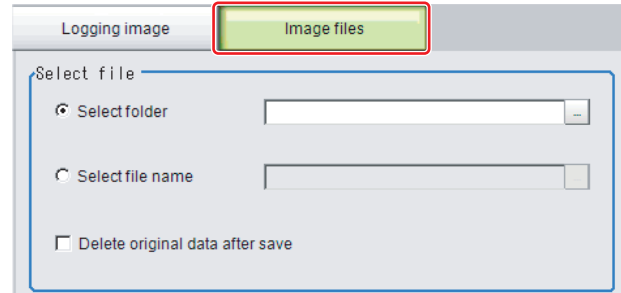 Logging image
Image files
Select file
Select folder
...
Select file name
...
Delete original data after save